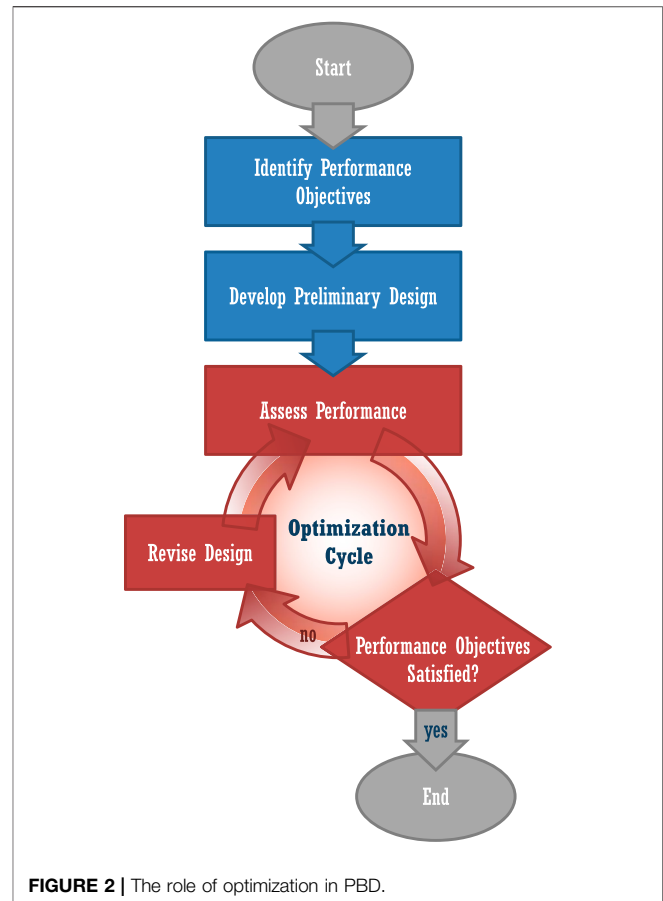 Start
Identify Performance
Objectives
Develop Preliminary Design
Assess Performance
Optimization
Cycle
Revise Design
no
Performance Objectives
Satisfied?
yes
End
FIGURE 2 | The role of optimization in PBD.